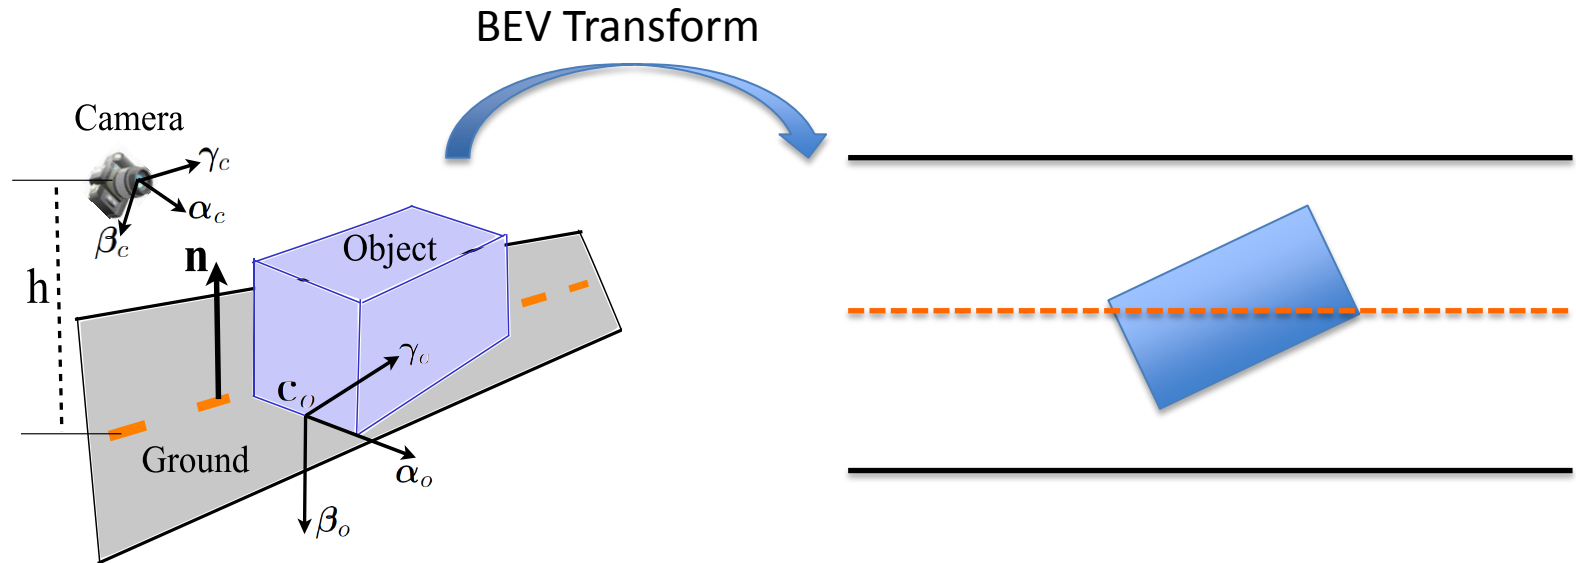 BEV Transform
Camera
γc
αc
βc
n
h
Object
γo
co
Ground
αo
βo